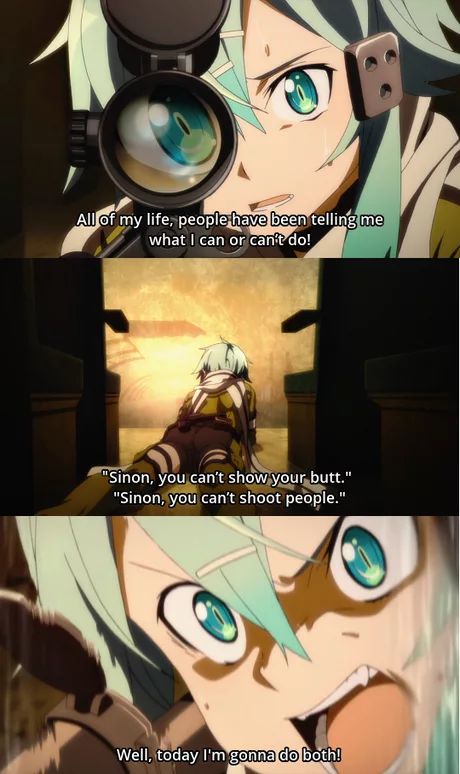 All of my life, people have been telling me
what I can or can't do!
"Sinon, you can't show your butt."
"Sinon, you can't shoot people."
Well, today I'm gonna do both!